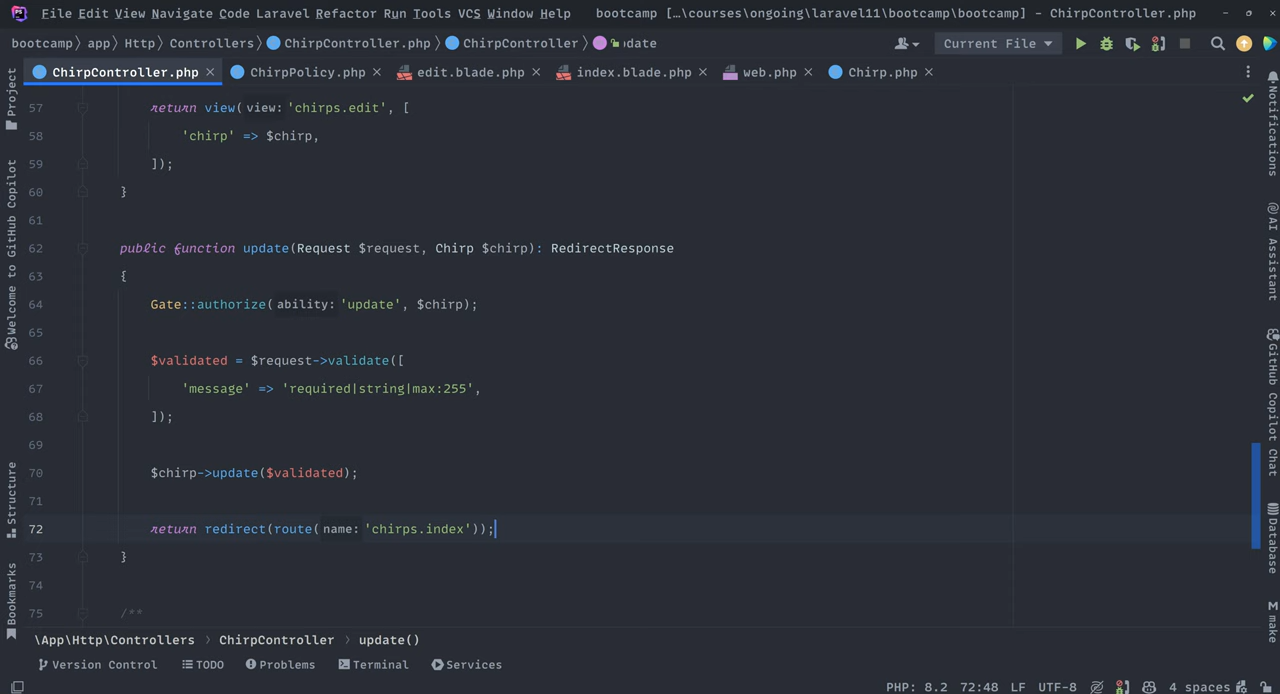 PS File Edit View Navigate Code Laravel Refactor Run Tools VCS Window Help bootcamp […\courses\ongoing\laravel11\bootcamp\bootcamp] - ChirpController.php
bootcamp app Http Controllers ChirpController.php ChirpController update Current File
ChirpController.php ChirpPolicy.php edit.blade.php index.blade.php web.php Chirp.php
57 return view( view: 'chirps.edit', [
58 'chirp' => $chirp,
59 ]);
60 }
61
62 public function update(Request $request, Chirp $chirp): RedirectResponse
63 {
64 Gate::authorize( ability: 'update', $chirp);
65
66 $validated = $request->validate([
67 'message' => 'required|string|max:255',
68 ]);
69
70 $chirp->update($validated);
71
72 return redirect(route( name: 'chirps.index'));
73 }
74
75 /**
Project
Welcome to GitHub Copilot
Structure
Bookmarks
Notifications
AI Assistant
GitHub Copilot Chat
Database
M make
\App\Http\Controllers › ChirpController › update()
Version Control TODO Problems Terminal Services
PHP: 8.2 72:48 LF UTF-8 4 spaces